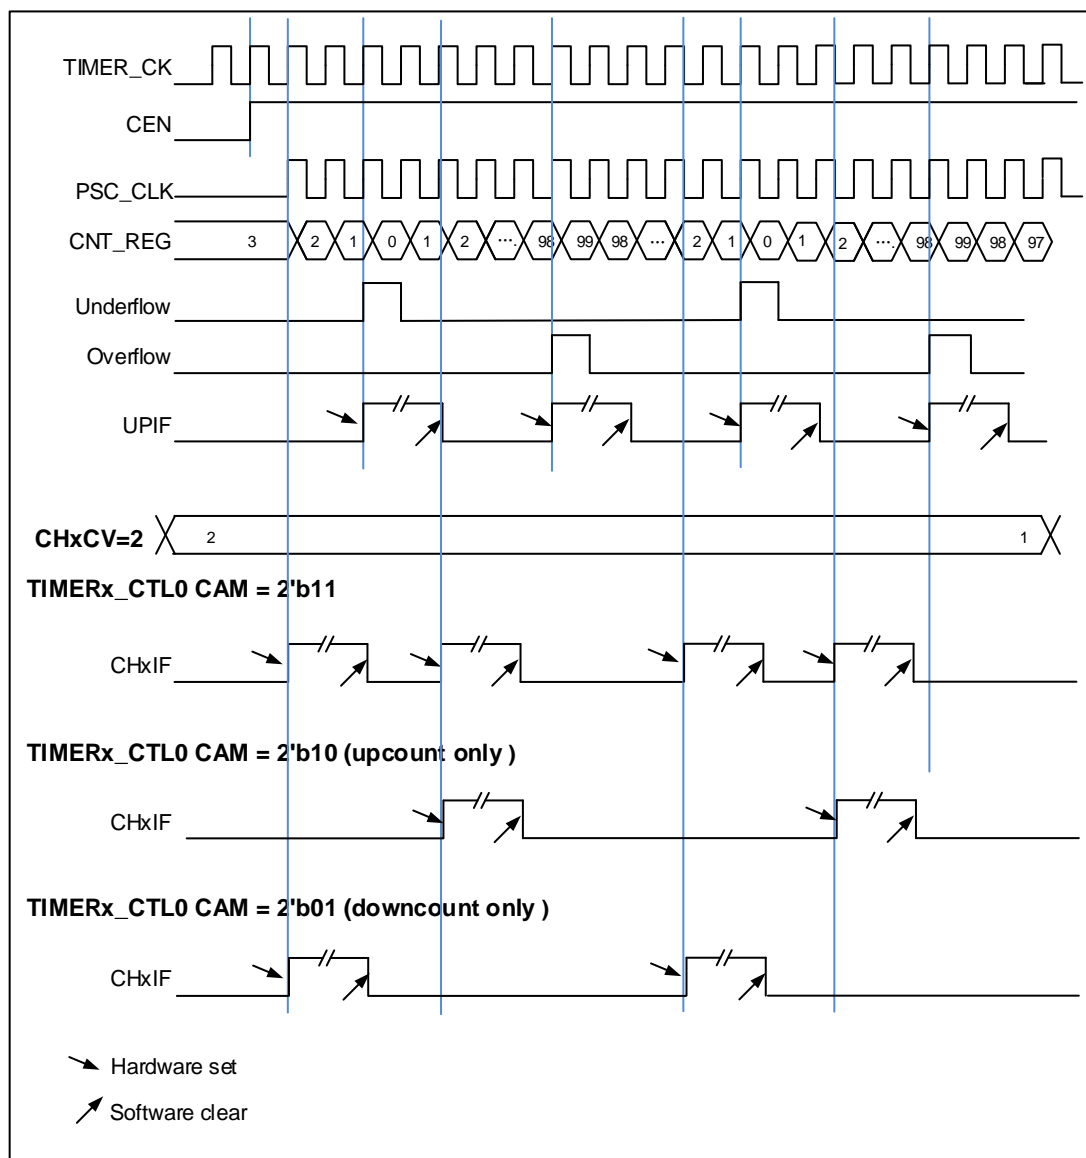 TIMER_CK
CEN
PSC_CLK
CNT_REG 3 2 1 0 1 2 ... 98 99 98 ... 2 1 0 1 2 ... 98 99 98 97
Underflow
Overflow
UPIF
CHxCV=2 2 1
TIMERx_CTL0 CAM = 2'b11
CHxIF
TIMERx_CTL0 CAM = 2'b10 (upcount only )
CHxIF
TIMERx_CTL0 CAM = 2'b01 (downcount only )
CHxIF
Hardware set
Software clear